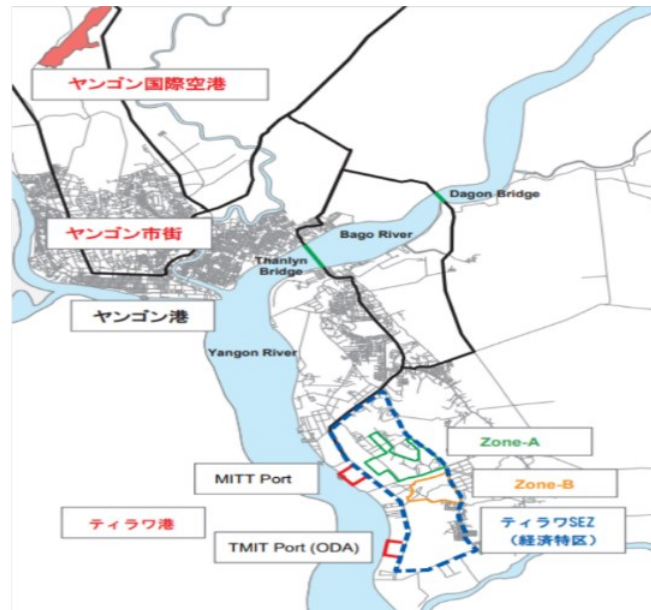 ヤンゴン国際空港
Dagon Bridge
ヤンゴン市街
Bago River
Thanlyn
Bridge
ヤンゴン港
Yangon River
Zone-A
MITT Port
Zone-B
ティラワ港
ティラワSEZ
（経済特区）
TMIT Port (ODA)